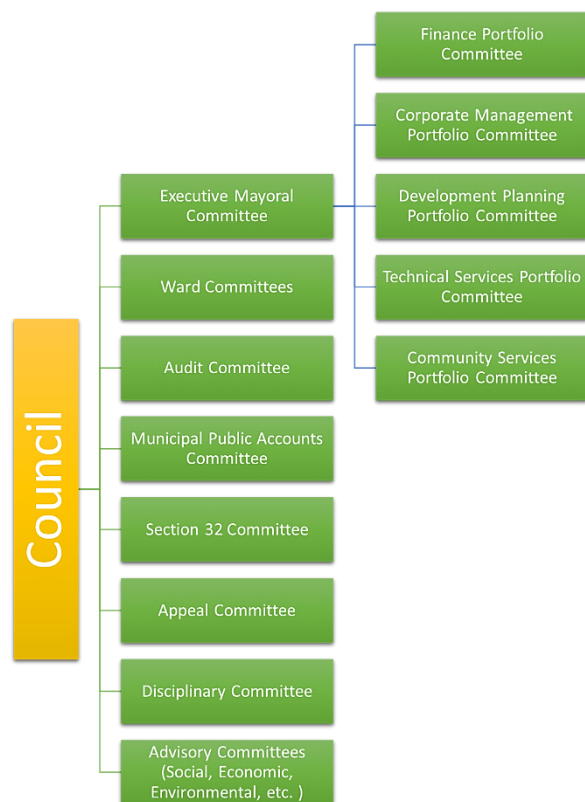 Council
Executive Mayoral
Committee
Ward Committees
Audit Committee
Municipal Public Accounts
Committee
Section 32 Committee
Appeal Committee
Disciplinary Committee
Advisory Committees
(Social, Economic,
Environmental, etc. )
Finance Portfolio
Committee
Corporate Management
Portfolio Committee
Development Planning
Portfolio Committee
Technical Services Portfolio
Committee
Community Services
Portfolio Committee